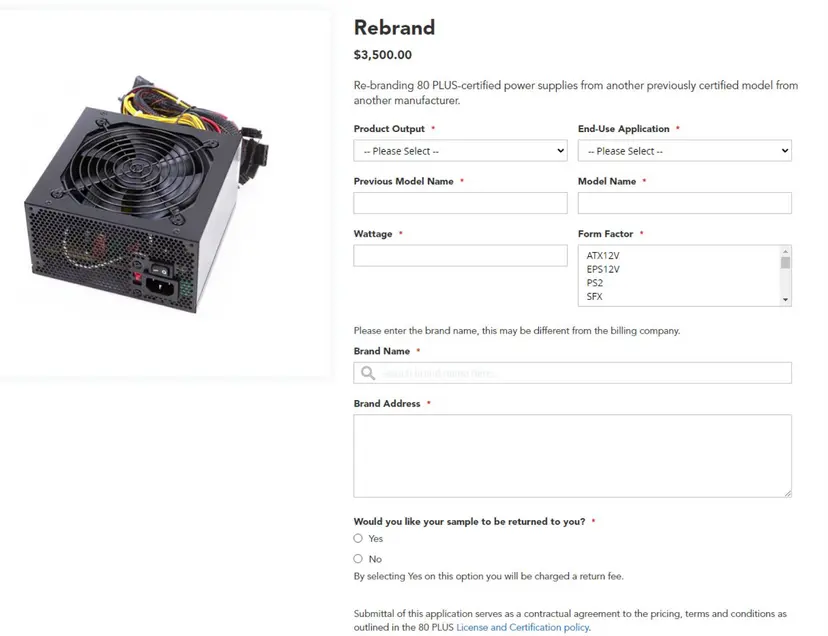 Rebrand
$3,500.00
Re-branding 80 PLUS-certified power supplies from another previously certified model from
another manufacturer.
Product Output *
End-Use Application *
-- Please Select --
-- Please Select --
Previous Model Name *
Model Name *
Wattage *
Form Factor *
ATX12V
EPS12V
PS2
SFX
Please enter the brand name, this may be different from the billing company.
Brand Name *
Search brand name here...
Brand Address *
Would you like your sample to be returned to you? *
Yes
No
By selecting Yes on this option you will be charged a return fee.
Submittal of this application serves as a contractual agreement to the pricing, terms and conditions as
outlined in the 80 PLUS License and Certification policy.